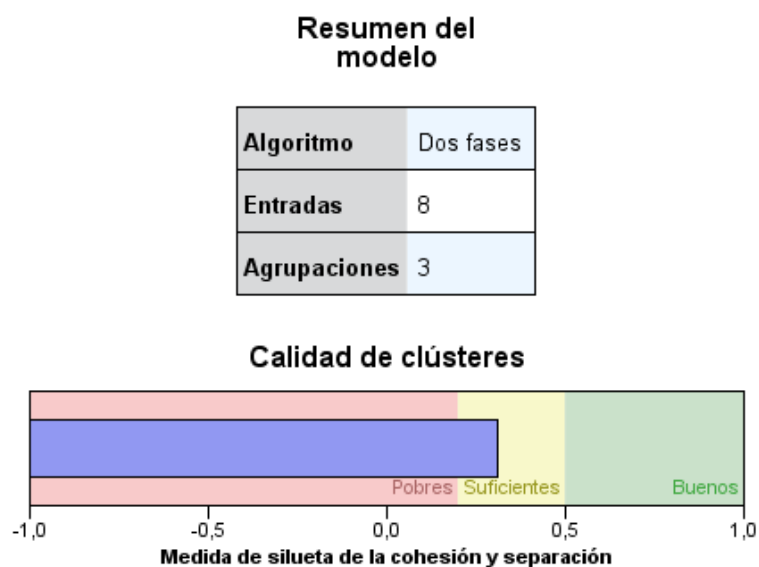 Resumen del
modelo
Algoritmo Dos fases
Entradas 8
Agrupaciones 3
Calidad de clústeres
Pobres Suficientes Buenos
-1,0 -0,5 0,0 0,5 1,0
Medida de silueta de la cohesión y separación